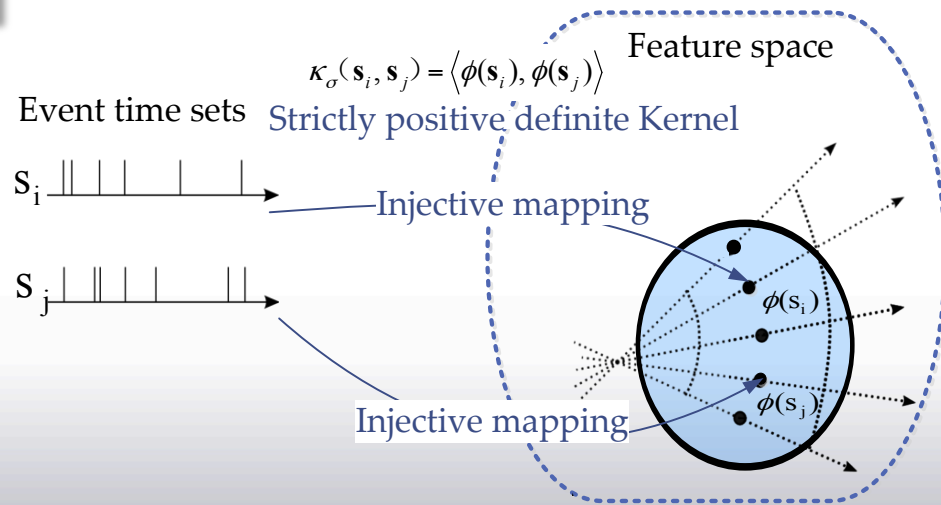 Feature space
κσ(sᵢ, sⱼ) = ⟨ϕ(sᵢ), ϕ(sⱼ)⟩
Event time sets
Strictly positive definite Kernel
sᵢ
Injective mapping
sⱼ
ϕ(sᵢ)
ϕ(sⱼ)
Injective mapping